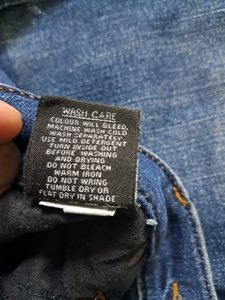 WASH CARE
COLOUR WILL BLEED,
MACHINE WASH COLD
WASH SEPARATELY
USE MILD DETERGENT
TURN INSIDE OUT
BEFORE WASHING
AND DRYING
DO NOT BLEACH
WARM IRON
DO NOT WRING
TUMBLE DRY OR
FLAT DRY IN SHADE